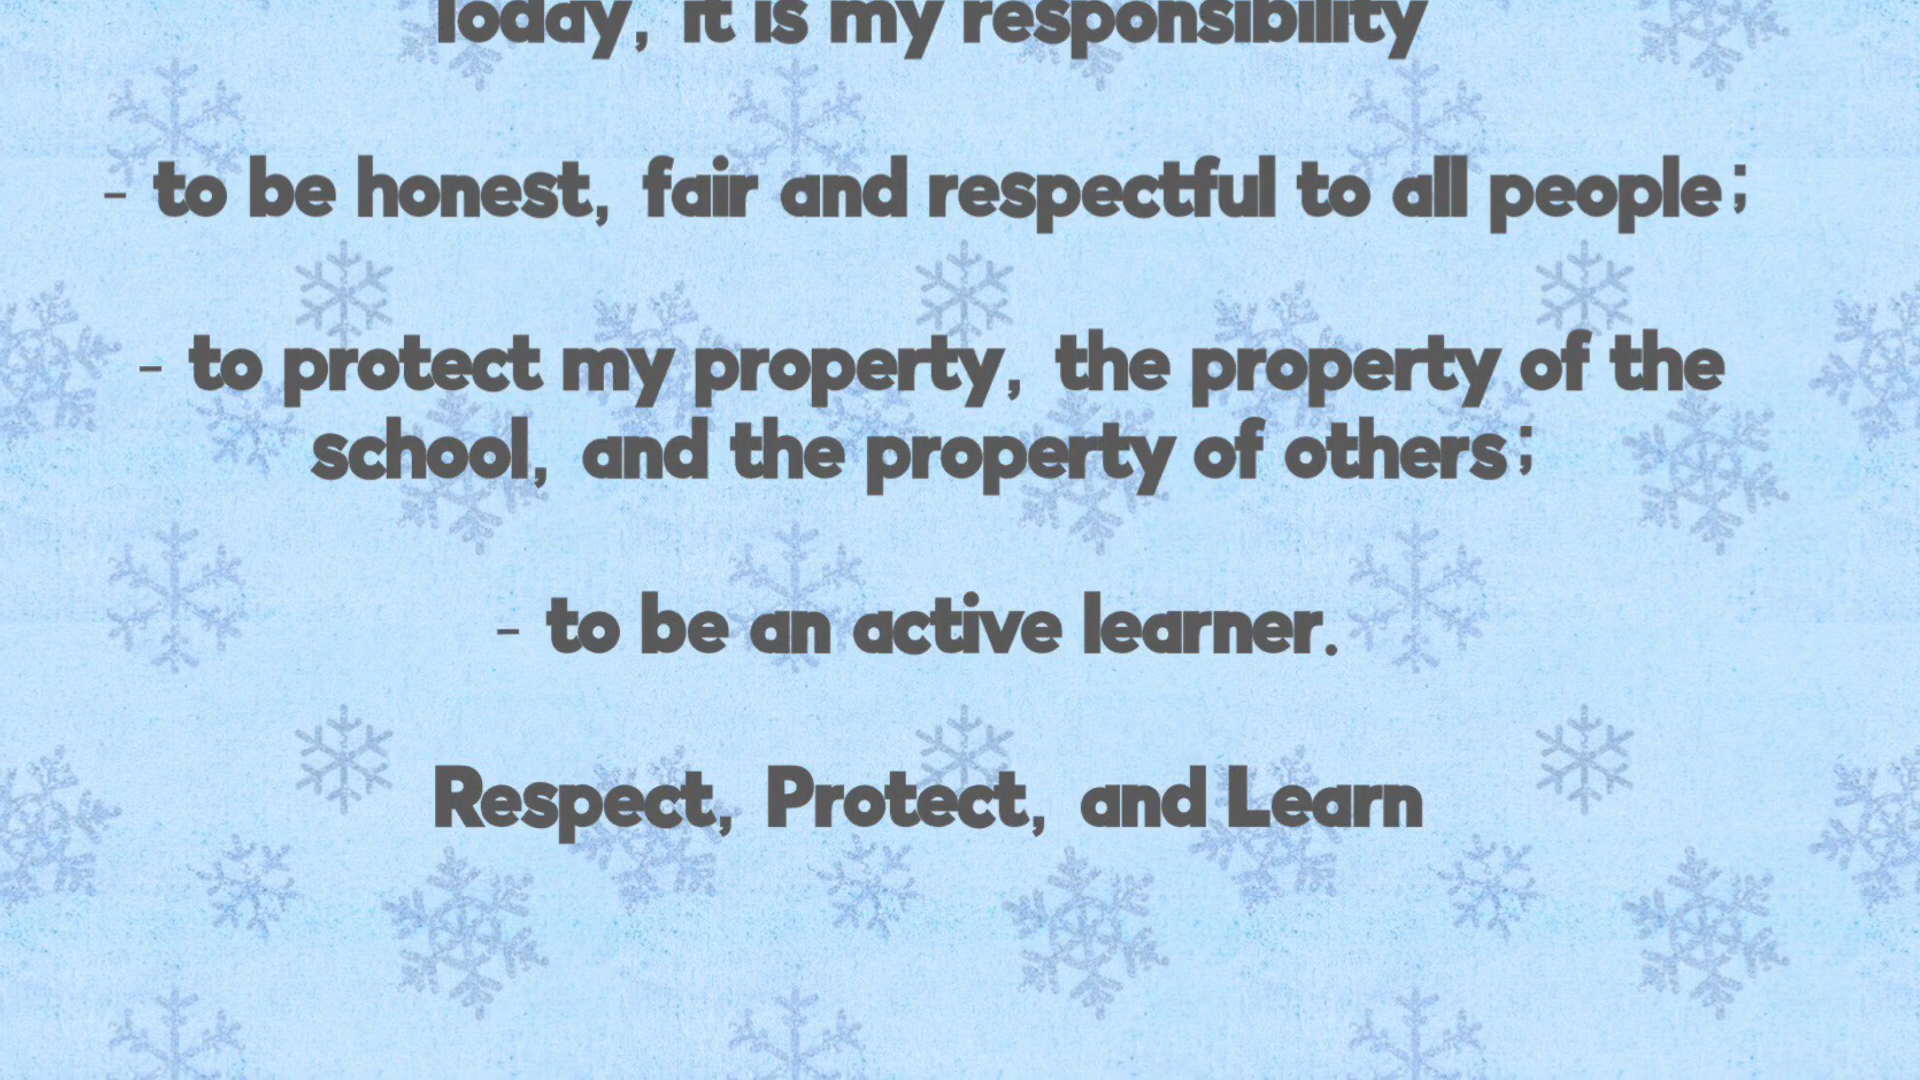 Today, it is my responsibility
- to be honest, fair and respectful to all people;
- to protect my property, the property of the
school, and the property of others;
- to be an active learner.
Respect, Protect, and Learn